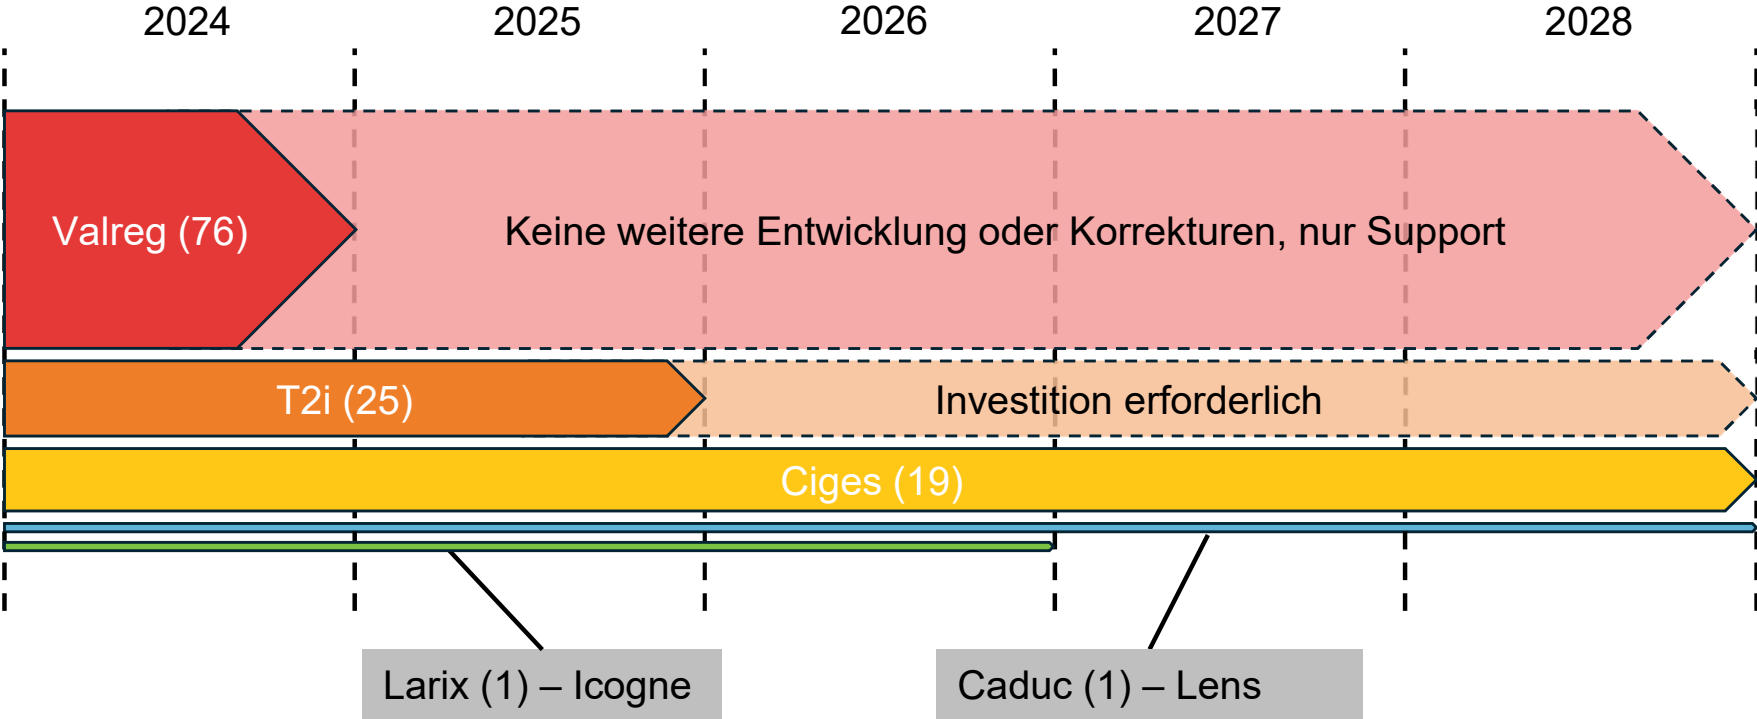 2024 2025 2026 2027 2028
Valreg (76) Keine weitere Entwicklung oder Korrekturen, nur Support
T2i (25) Investition erforderlich
Ciges (19)
Larix (1) – Icogne Caduc (1) – Lens